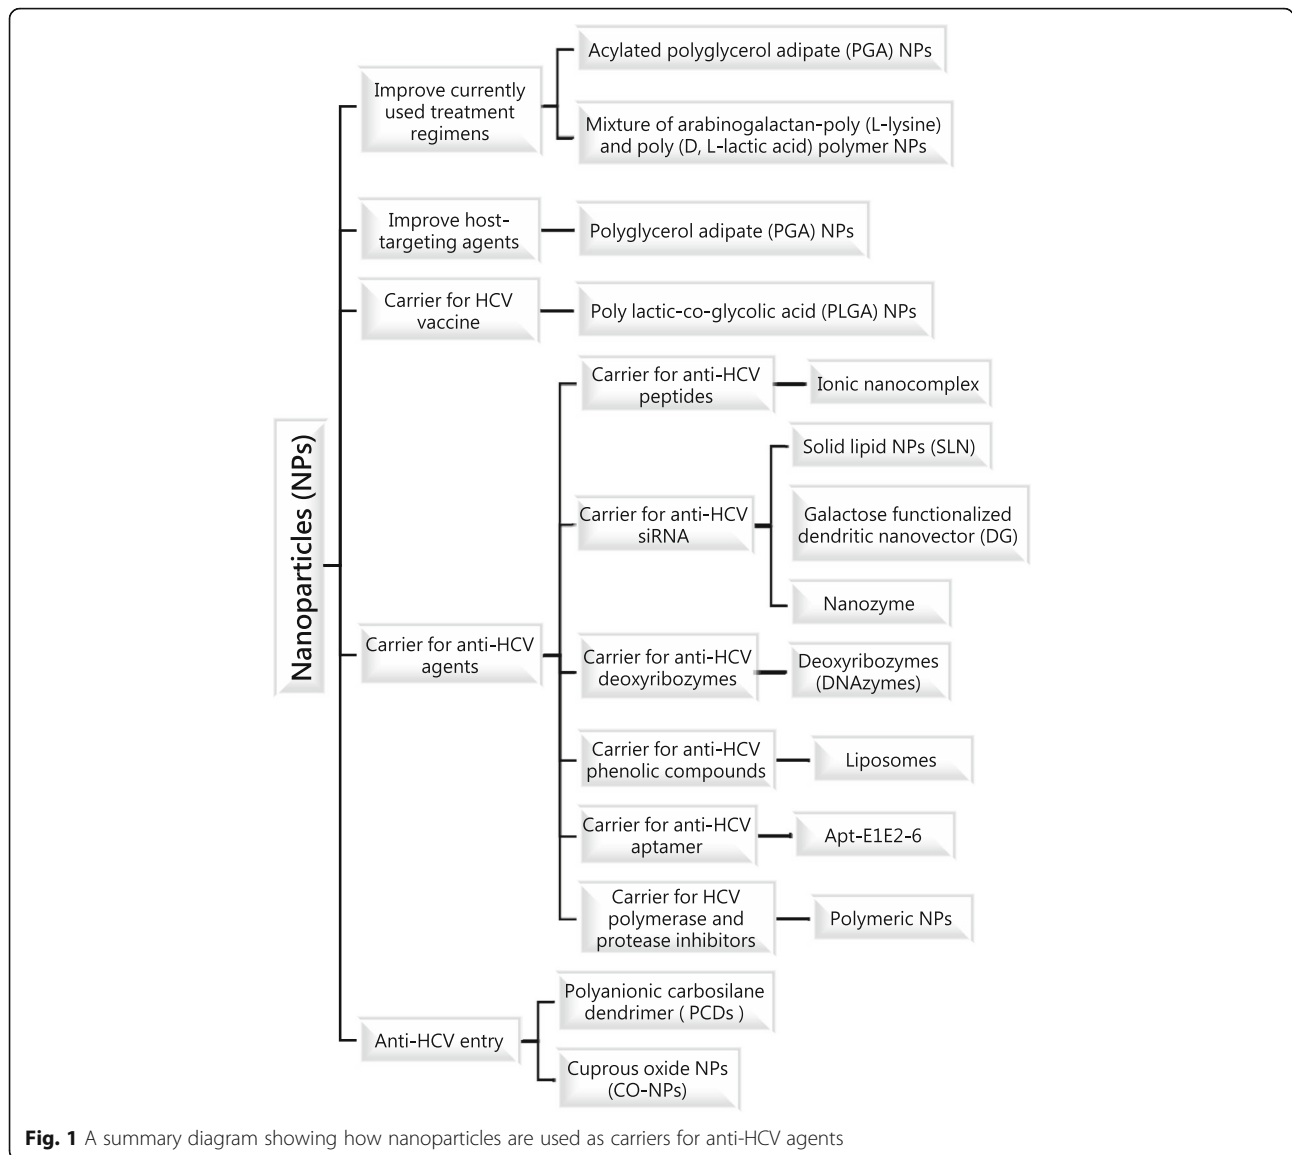 Nanoparticles (NPs)
Improve currently
used treatment
regimens
Acylated polyglycerol adipate (PGA) NPs
Mixture of arabinogalactan-poly (L-lysine)
and poly (D, L-lactic acid) polymer NPs
Improve host-
targeting agents
Polyglycerol adipate (PGA) NPs
Carrier for HCV
vaccine
Poly lactic-co-glycolic acid (PLGA) NPs
Carrier for anti-HCV
agents
Carrier for anti-HCV
peptides
Ionic nanocomplex
Carrier for anti-HCV
siRNA
Solid lipid NPs (SLN)
Galactose functionalized
dendritic nanovector (DG)
Nanozyme
Carrier for anti-HCV
deoxyribozymes
Deoxyribozymes
(DNAzymes)
Carrier for anti-HCV
phenolic compounds
Liposomes
Carrier for anti-HCV
aptamer
Apt-E1E2-6
Carrier for HCV
polymerase and
protease inhibitors
Polymeric NPs
Anti-HCV entry
Polyanionic carbosilane
dendrimer ( PCDs )
Cuprous oxide NPs
(CO-NPs)
Fig. 1 A summary diagram showing how nanoparticles are used as carriers for anti-HCV agents